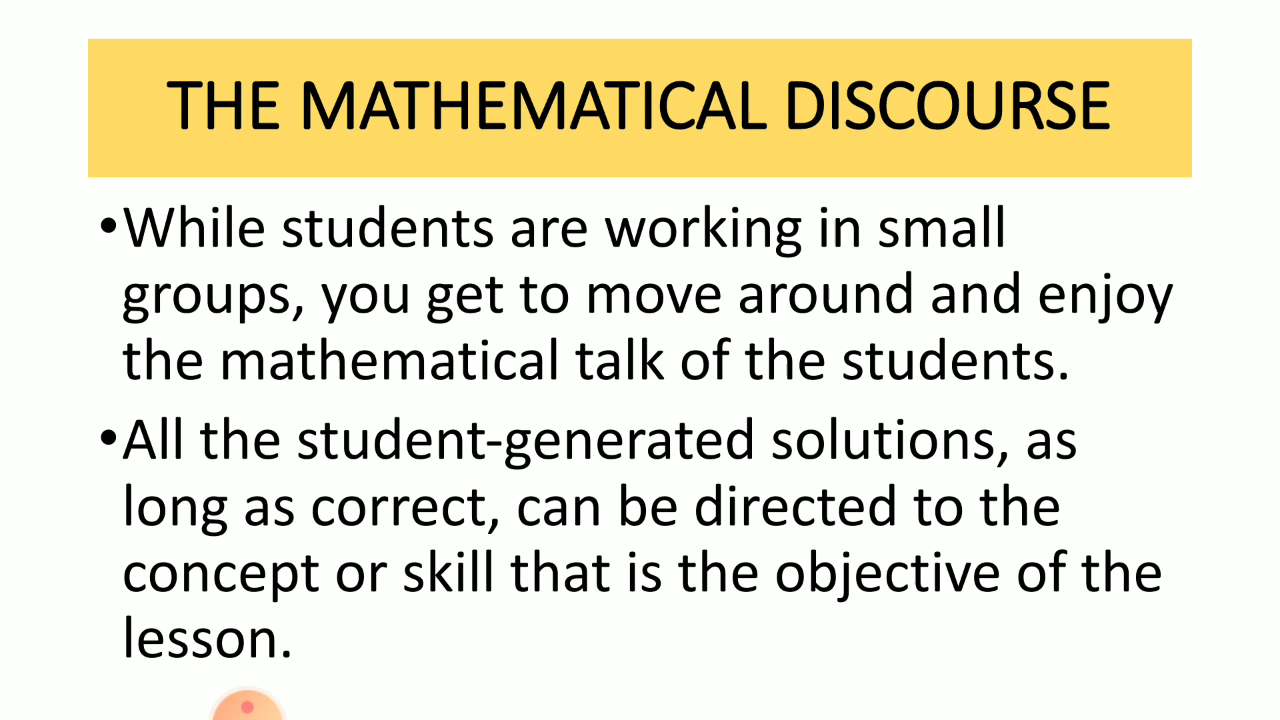 THE MATHEMATICAL DISCOURSE
•While students are working in small
groups, you get to move around and enjoy
the mathematical talk of the students.
•All the student-generated solutions, as
long as correct, can be directed to the
concept or skill that is the objective of the
lesson.